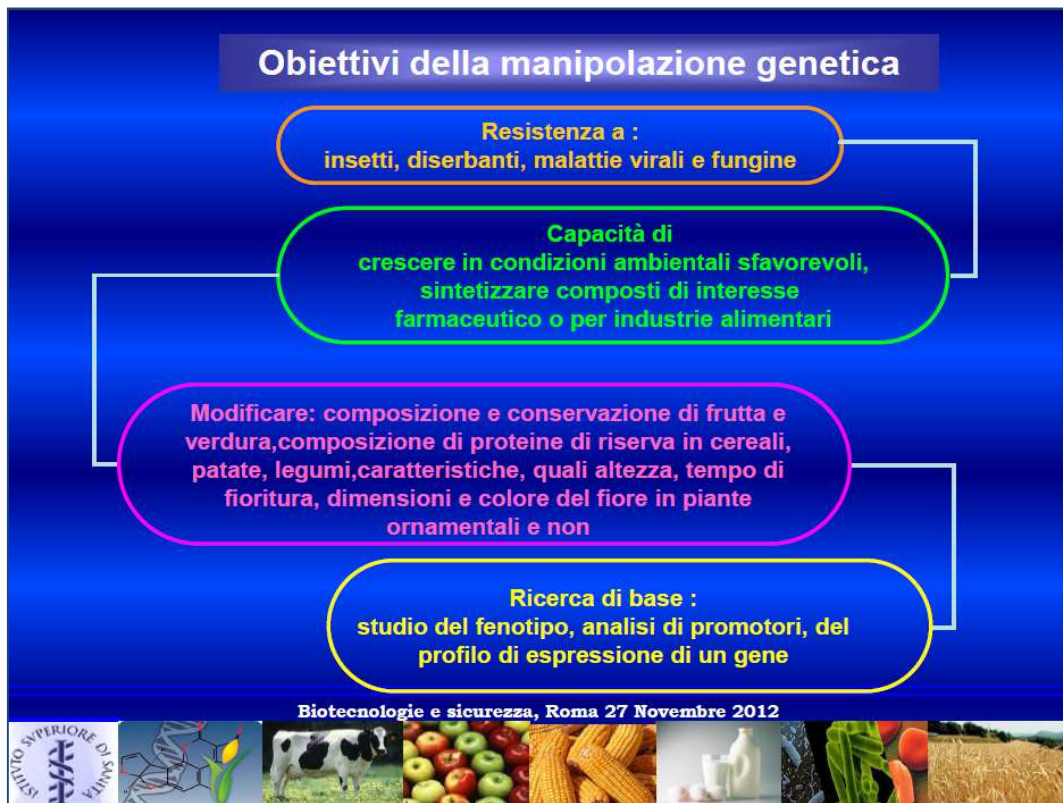 Obiettivi della manipolazione genetica
Resistenza a :
insetti, diserbanti, malattie virali e fungine
Capacità di
crescere in condizioni ambientali sfavorevoli,
sintetizzare composti di interesse
farmaceutico o per industrie alimentari
Modificare: composizione e conservazione di frutta e
verdura,composizione di proteine di riserva in cereali,
patate, legumi,caratteristiche, quali altezza, tempo di
fioritura, dimensioni e colore del fiore in piante
ornamentali e non
Ricerca di base :
studio del fenotipo, analisi di promotori, del
profilo di espressione di un gene
Biotecnologie e sicurezza, Roma 27 Novembre 2012
ISTITVTO SVPERIORE DI SANITA